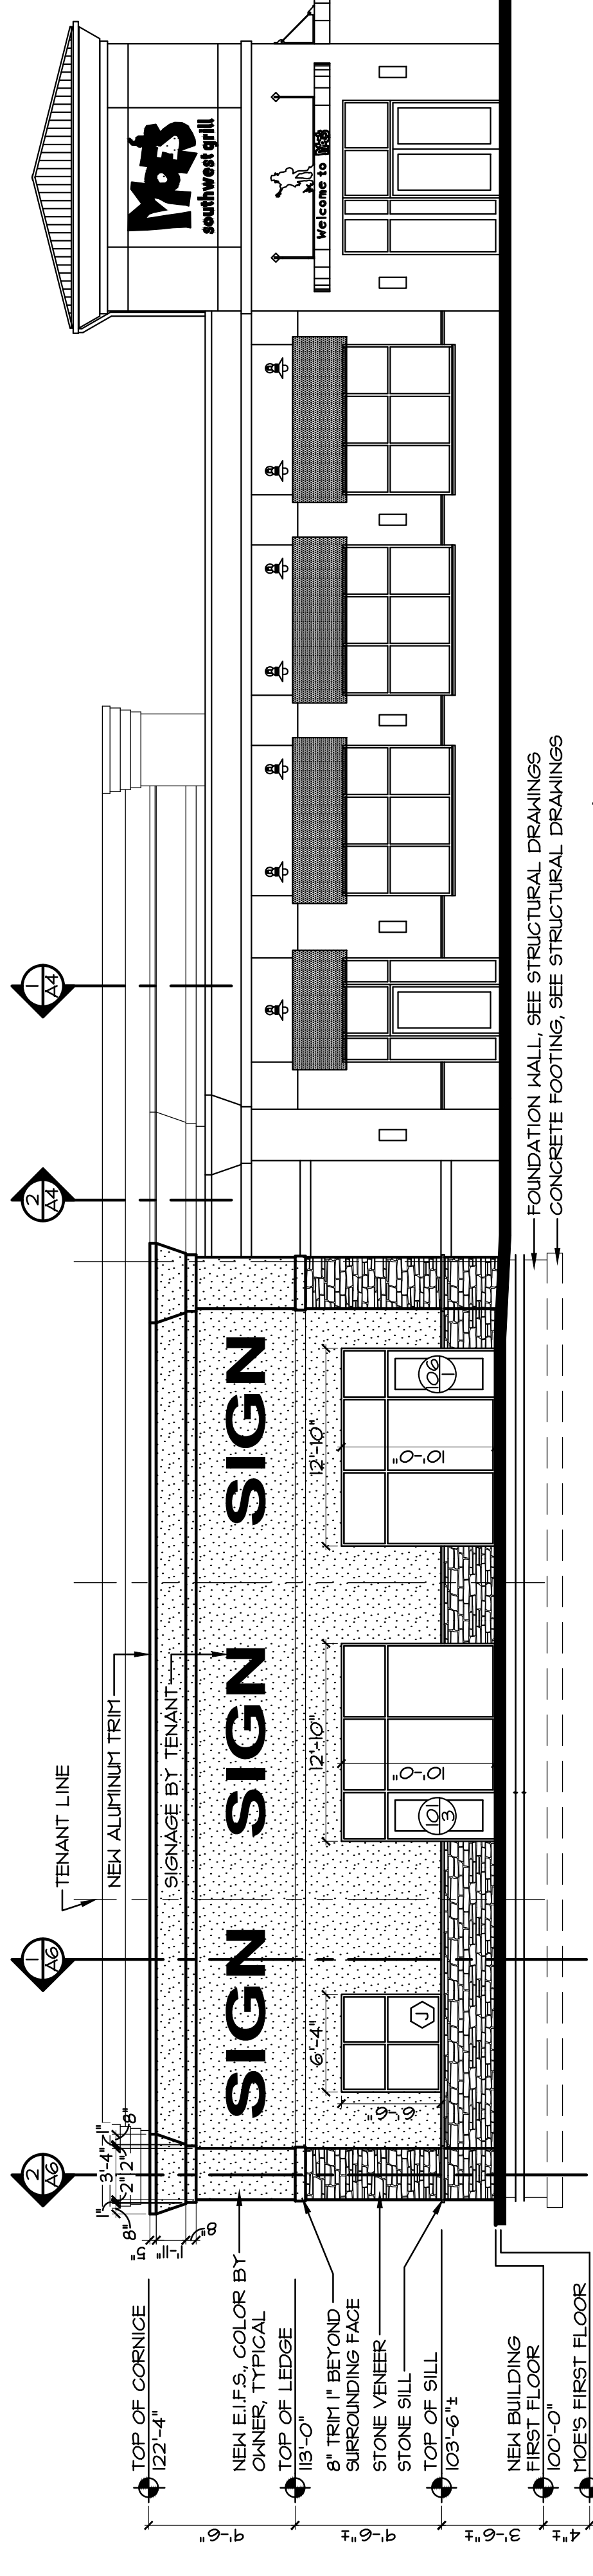 TOP OF CORNICE
122'-4"
NEW E.I.F.S., COLOR BY
OWNER, TYPICAL
TOP OF LEDGE
113'-0"
8" TRIM 1" BEYOND
SURROUNDING FACE
STONE VENEER
STONE SILL
TOP OF SILL
103'-6"±
NEW BUILDING
FIRST FLOOR
100'-0"
MOE'S FIRST FLOOR
9'-6"
9'-6"±
3'-6"±
4"±
2
A6
1"
3'-4"
1"
8"
2"
2"
8"
5"
1'-11"
8"
1
A6
TENANT LINE
NEW ALUMINUM TRIM
SIGNAGE BY TENANT
SIGN
SIGN
SIGN
6'-4"
6'-6"
J
12'-10"
10'-0"
101
3
12'-10"
10'-0"
106
1
2
A4
1
A4
FOUNDATION WALL, SEE STRUCTURAL DRAWINGS
CONCRETE FOOTING, SEE STRUCTURAL DRAWINGS
MOE'S
southwest grill
Welcome to Moe's